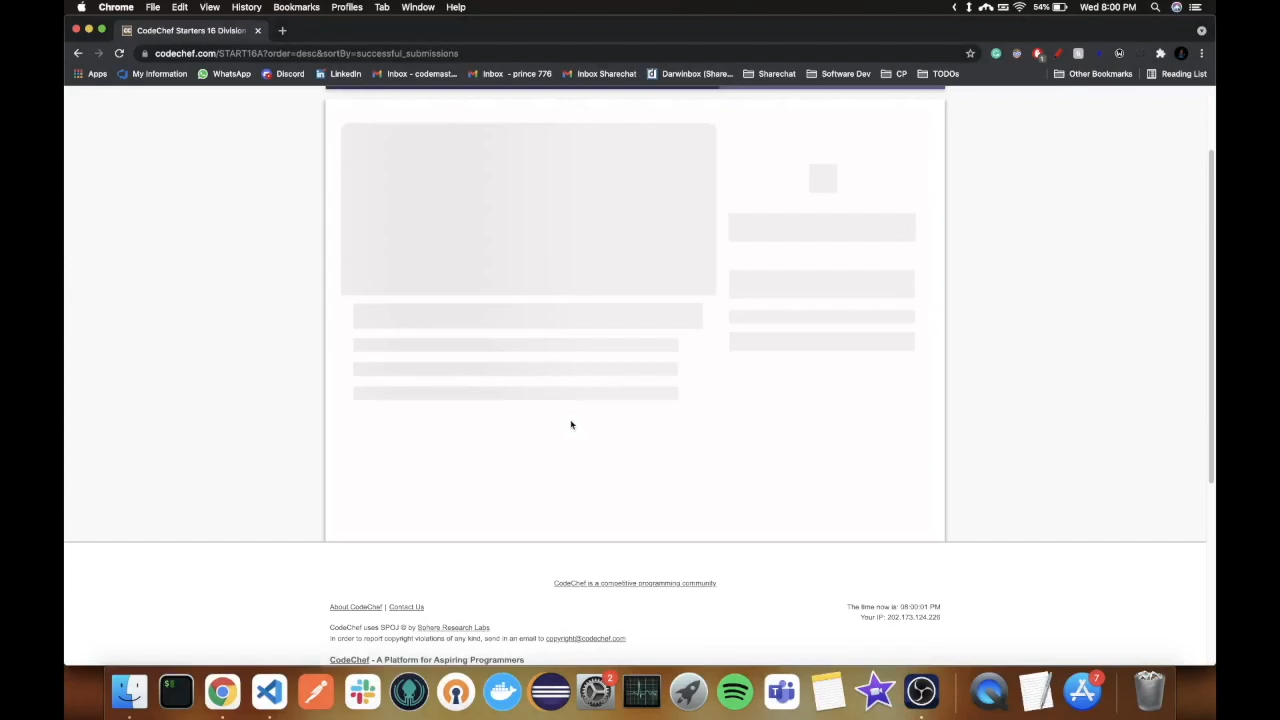 Chrome File Edit View History Bookmarks Profiles Tab Window Help 54% Wed 8:00 PM
CodeChef Starters 16 Division
codechef.com/START16A?order=desc&sortBy=successful_submissions
Apps My Information WhatsApp Discord LinkedIn Inbox - codemast... Inbox - prince 776 Inbox Sharechat Darwinbox (Share... Sharechat Software Dev CP TODOs Other Bookmarks Reading List
CodeChef is a competitive programming community
About CodeChef | Contact Us The time now is: 08:00:01 PM
Your IP: 202.173.124.226
CodeChef uses SPOJ © by Sphere Research Labs
In order to report copyright violations of any kind, send in an email to copyright@codechef.com
CodeChef - A Platform for Aspiring Programmers
2 7